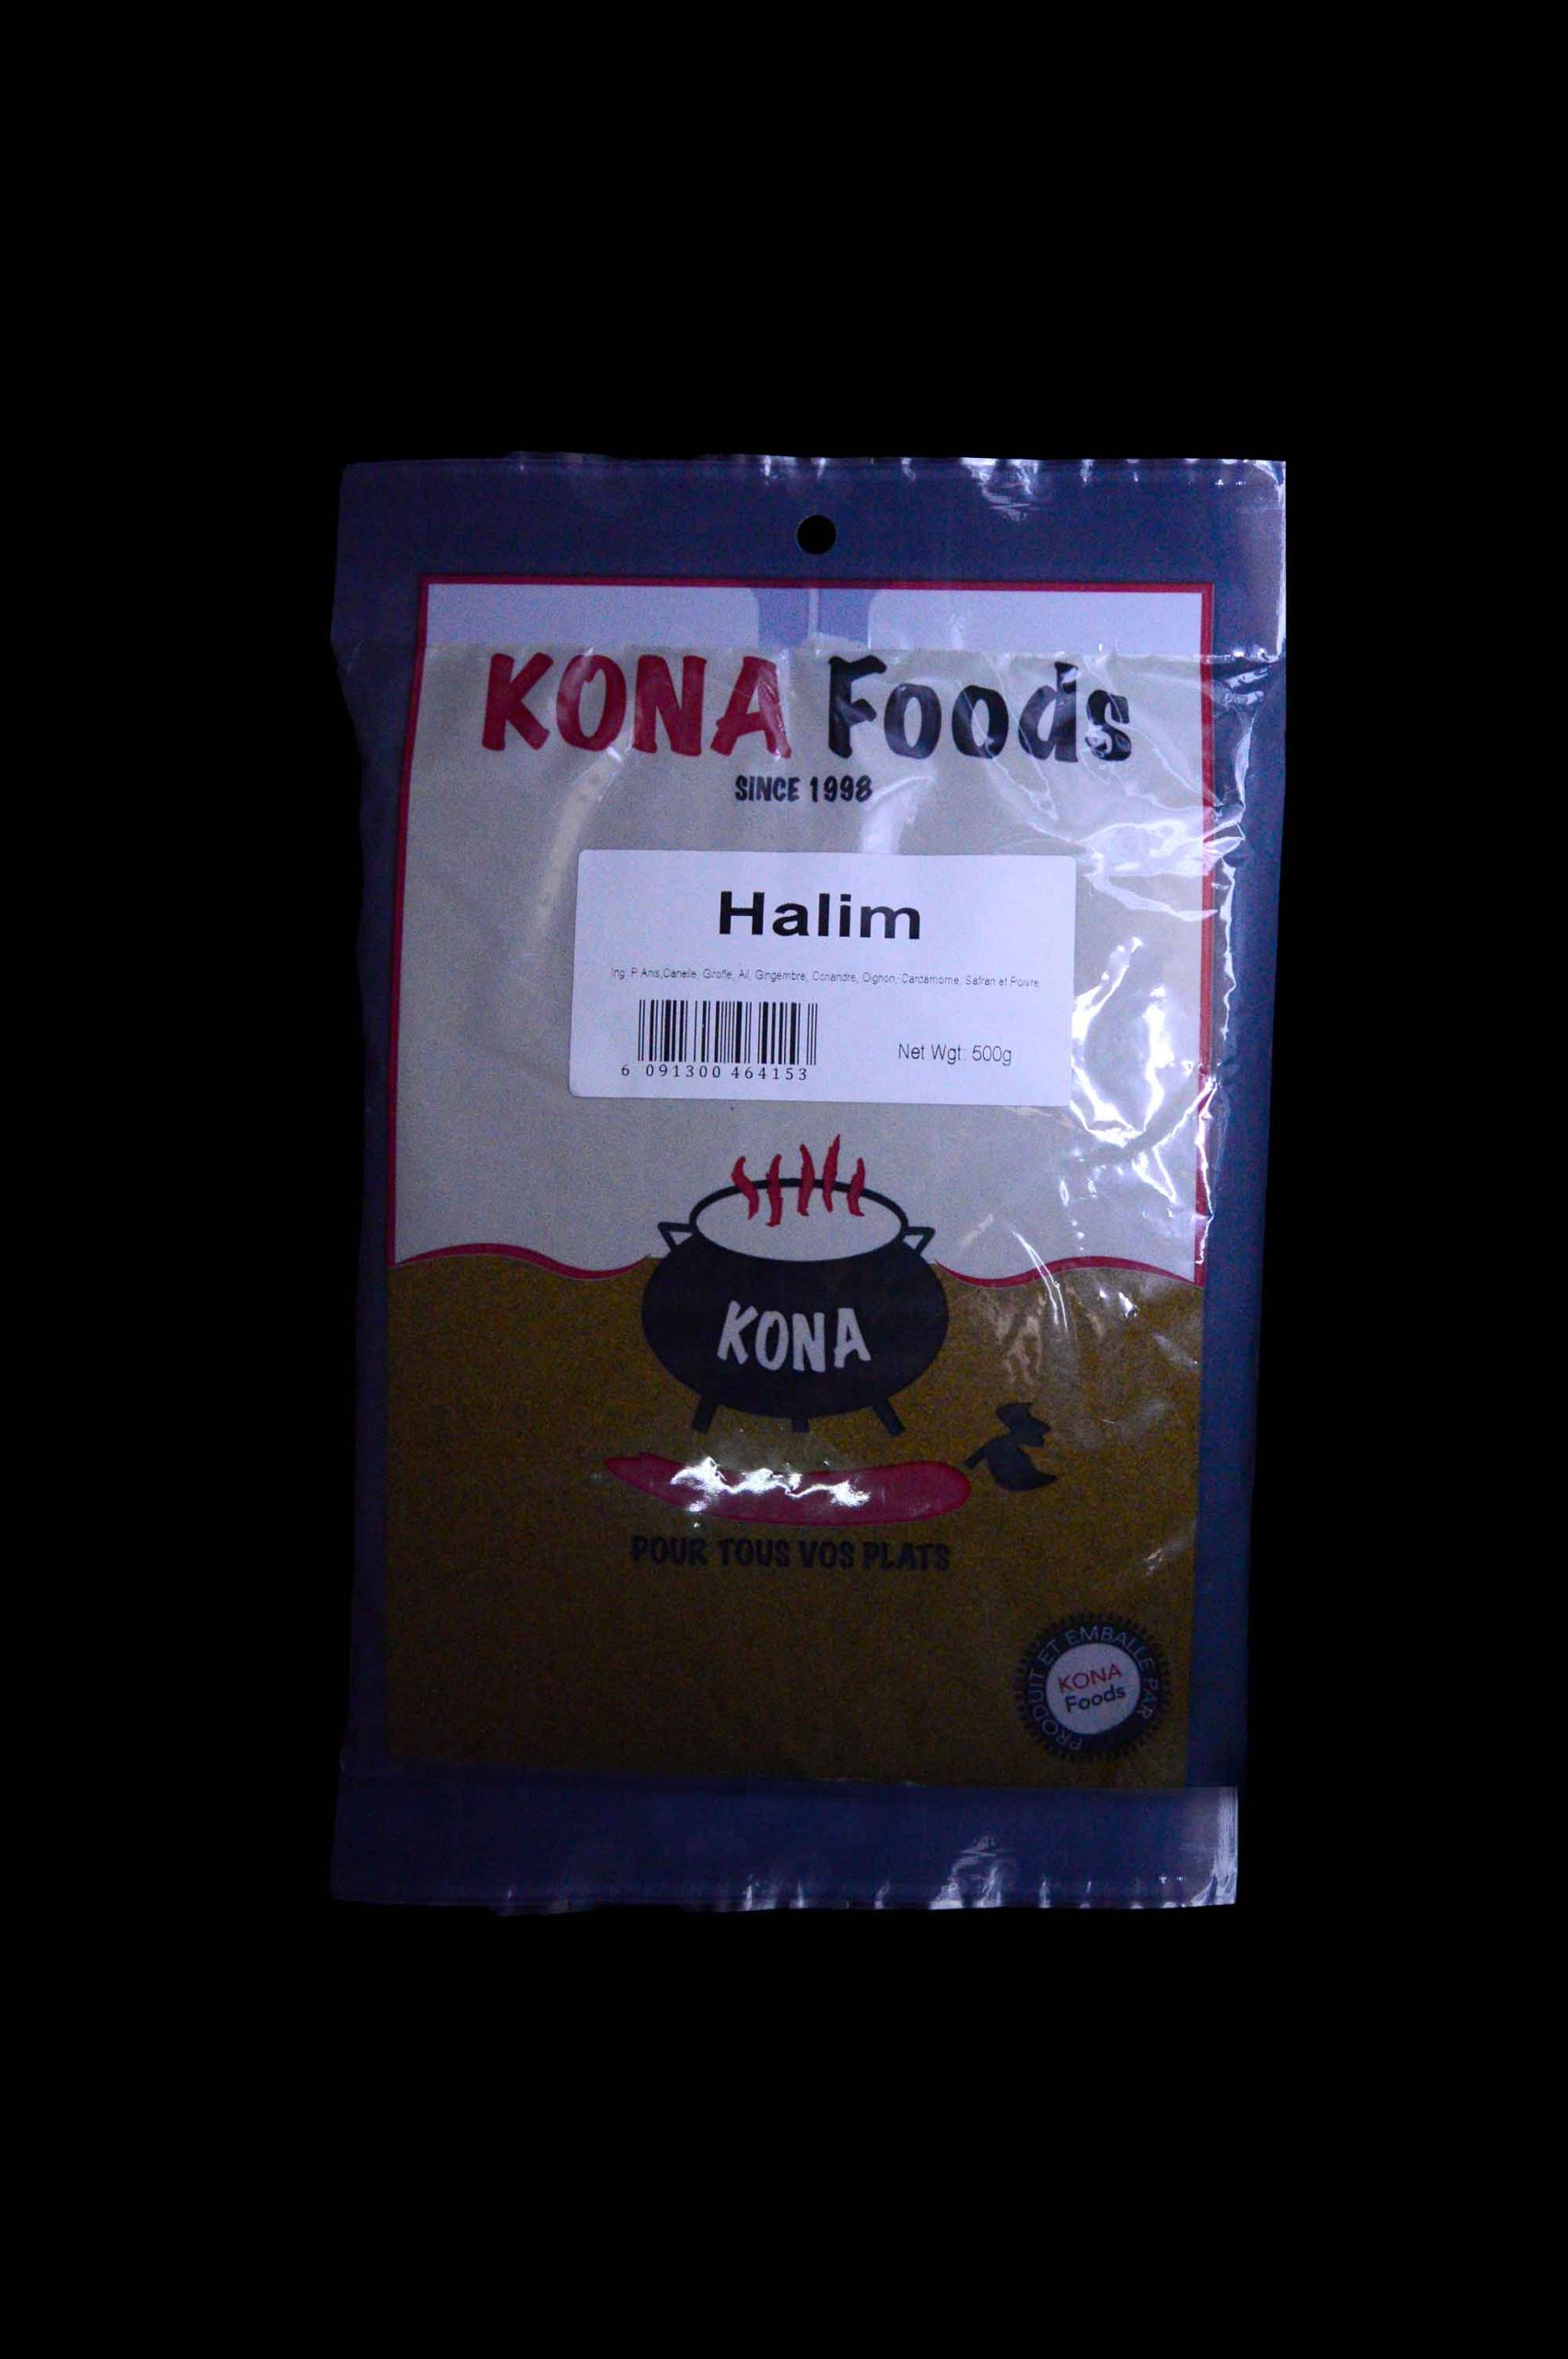 KONA Foods
SINCE 1998
Halim
Ing: P.Anis,Canelle, Girofle, Ail, Gingembre, Coriandre, Oignon, Cardamome, Safran et Poivre
6 091300 464153
Net Wgt: 500g
KONA
POUR TOUS VOS PLATS
PRODUIT ET EMBALLE PAR
KONA
Foods